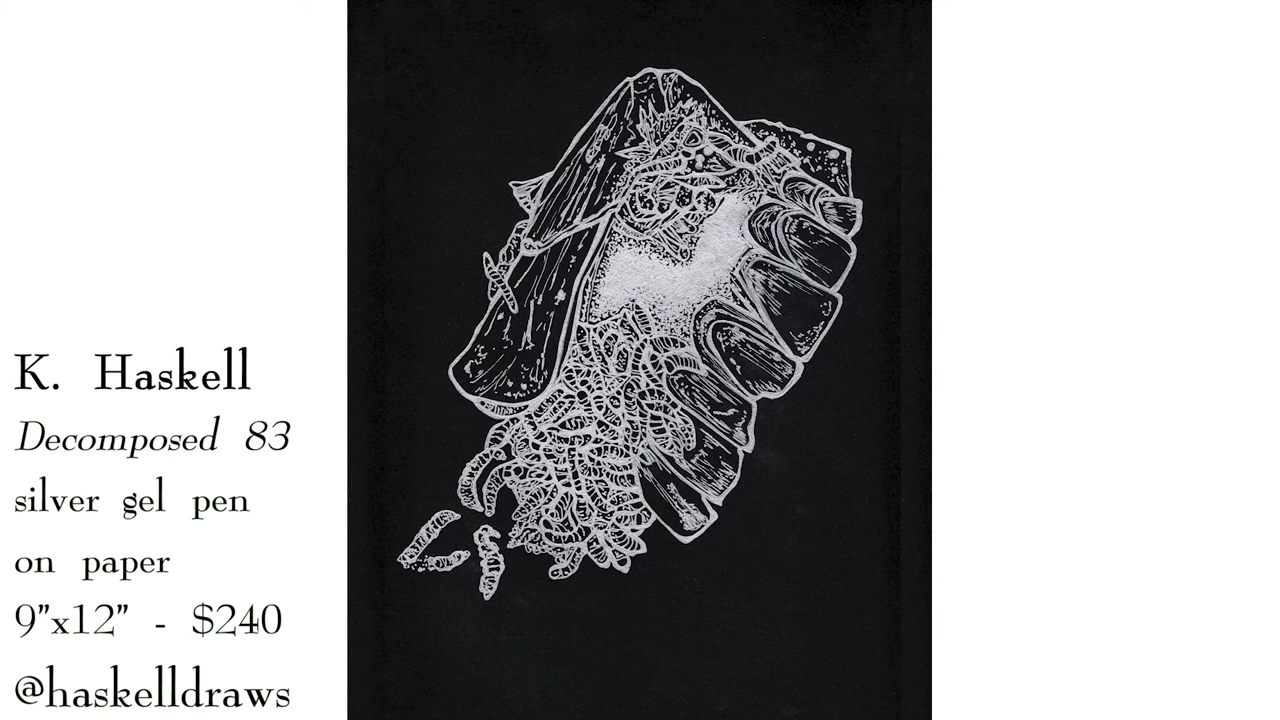 K. Haskell
Decomposed 83
silver gel pen
on paper
9"x12" - $240
@haskelldraws